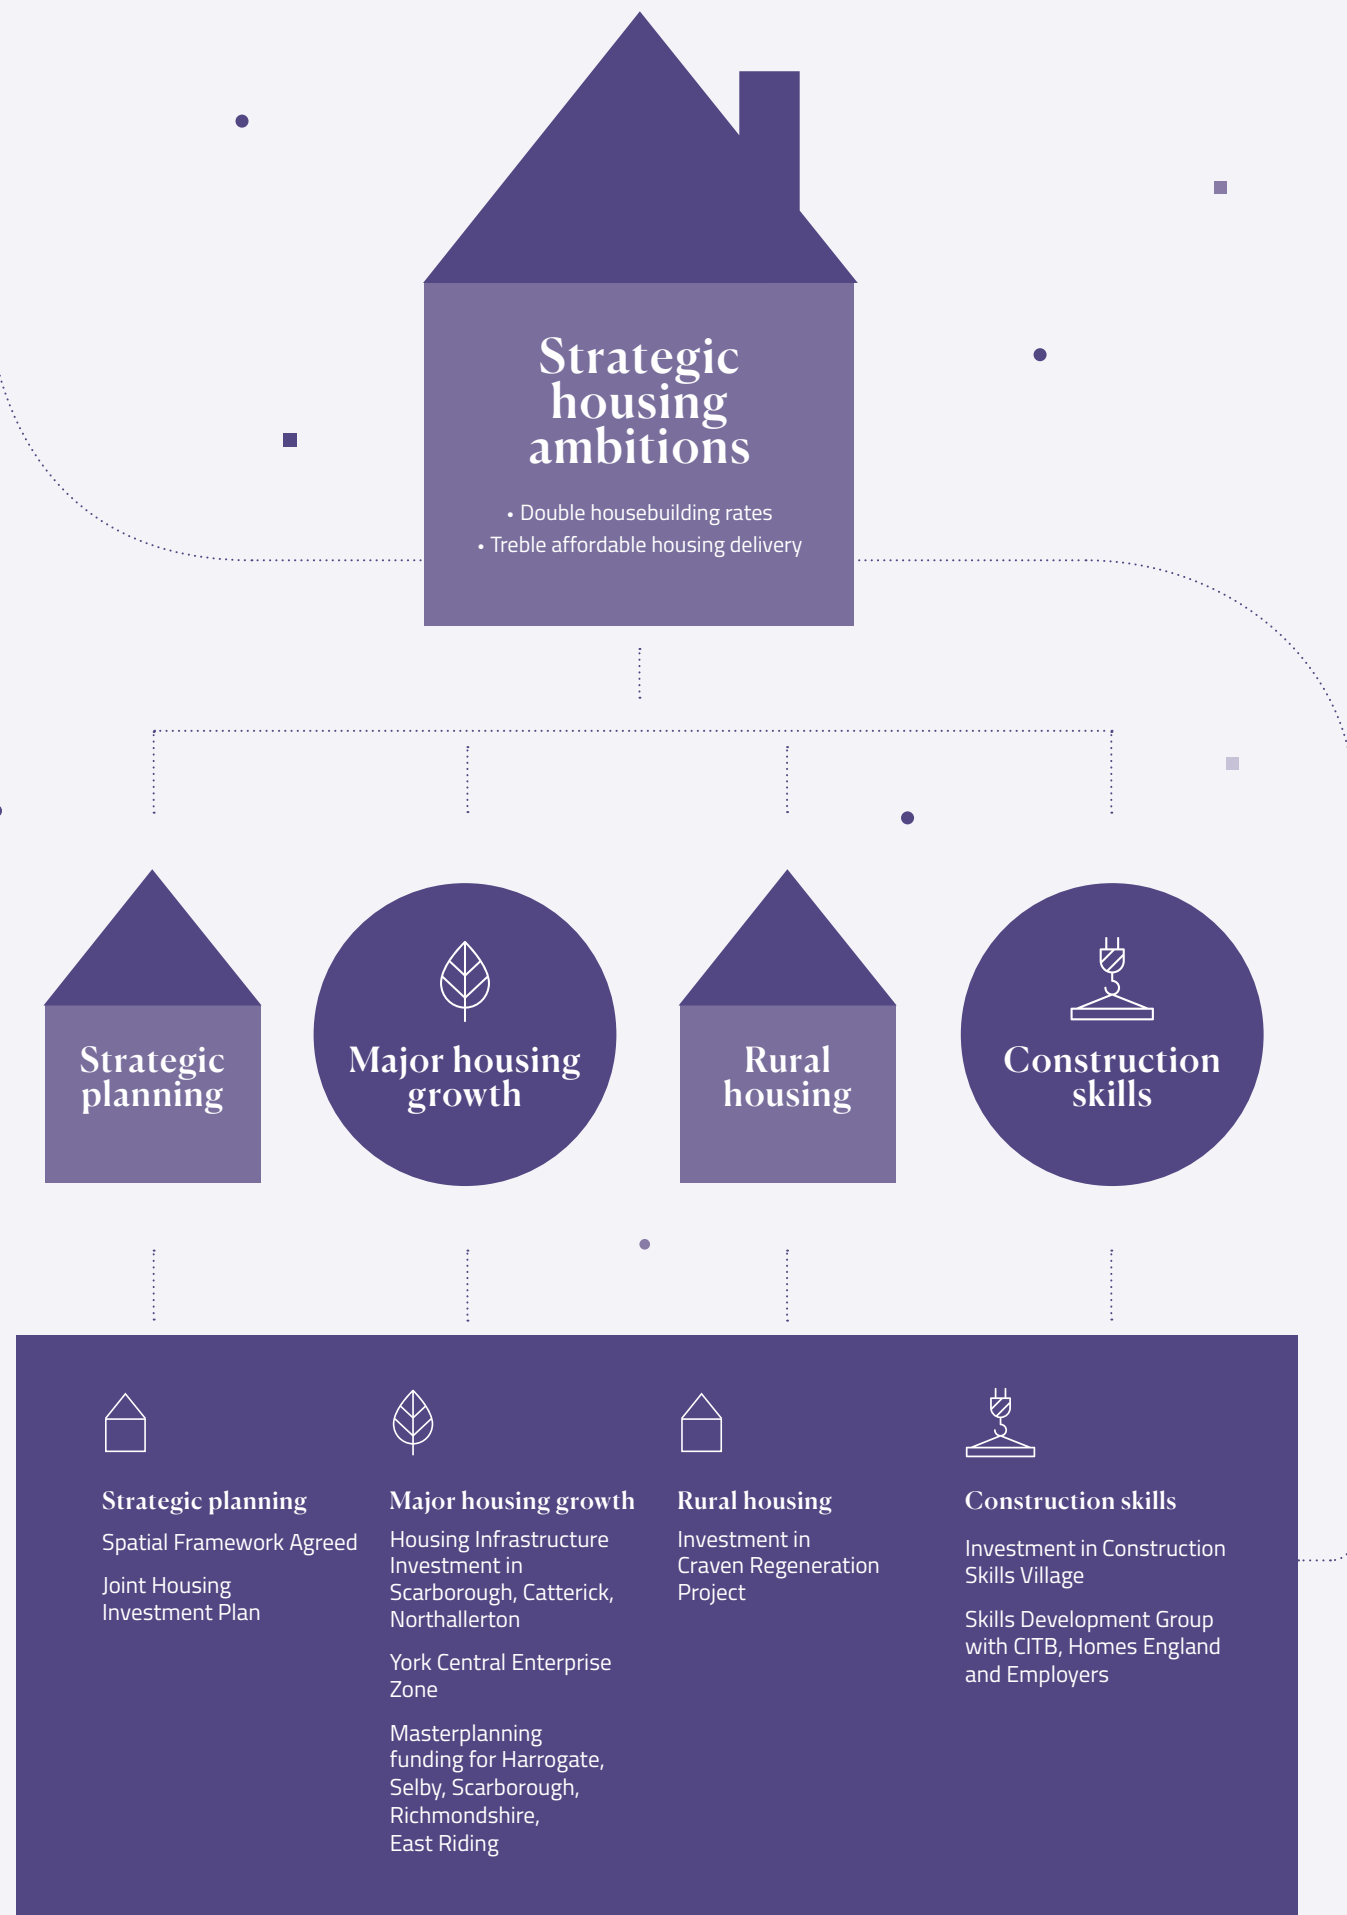 Strategic
housing
ambitions
• Double housebuilding rates
• Treble affordable housing delivery
Strategic
planning
Major housing
growth
Rural
housing
Construction
skills
Strategic planning
Spatial Framework Agreed
Joint Housing
Investment Plan
Major housing growth
Housing Infrastructure
Investment in
Scarborough, Catterick,
Northallerton
York Central Enterprise
Zone
Masterplanning
funding for Harrogate,
Selby, Scarborough,
Richmondshire,
East Riding
Rural housing
Investment in
Craven Regeneration
Project
Construction skills
Investment in Construction
Skills Village
Skills Development Group
with CITB, Homes England
and Employers